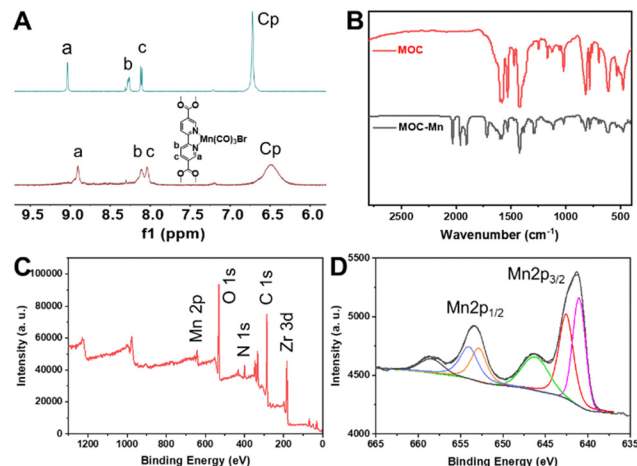 A
a
b
c
Cp
Mn(CO)₃Br
b
c
a
a
b c
Cp
9.5 9.0 8.5 8.0 7.5 7.0 6.5 6.0
f1 (ppm)
B
MOC
MOC-Mn
2500 2000 1500 1000 500 0
Wavenumber (cm⁻¹)
C
100000
80000
60000
40000
20000
0
Intensity (a. u.)
Mn 2p
O 1s
N 1s
C 1s
Zr 3d
1200 1000 800 600 400 200 0
Binding Energy (eV)
D
5500
5000
4500
4000
Intensity (a. u.)
Mn2p₁/₂
Mn2p₃/₂
665 660 655 650 645 640 635
Binding Energy (eV)